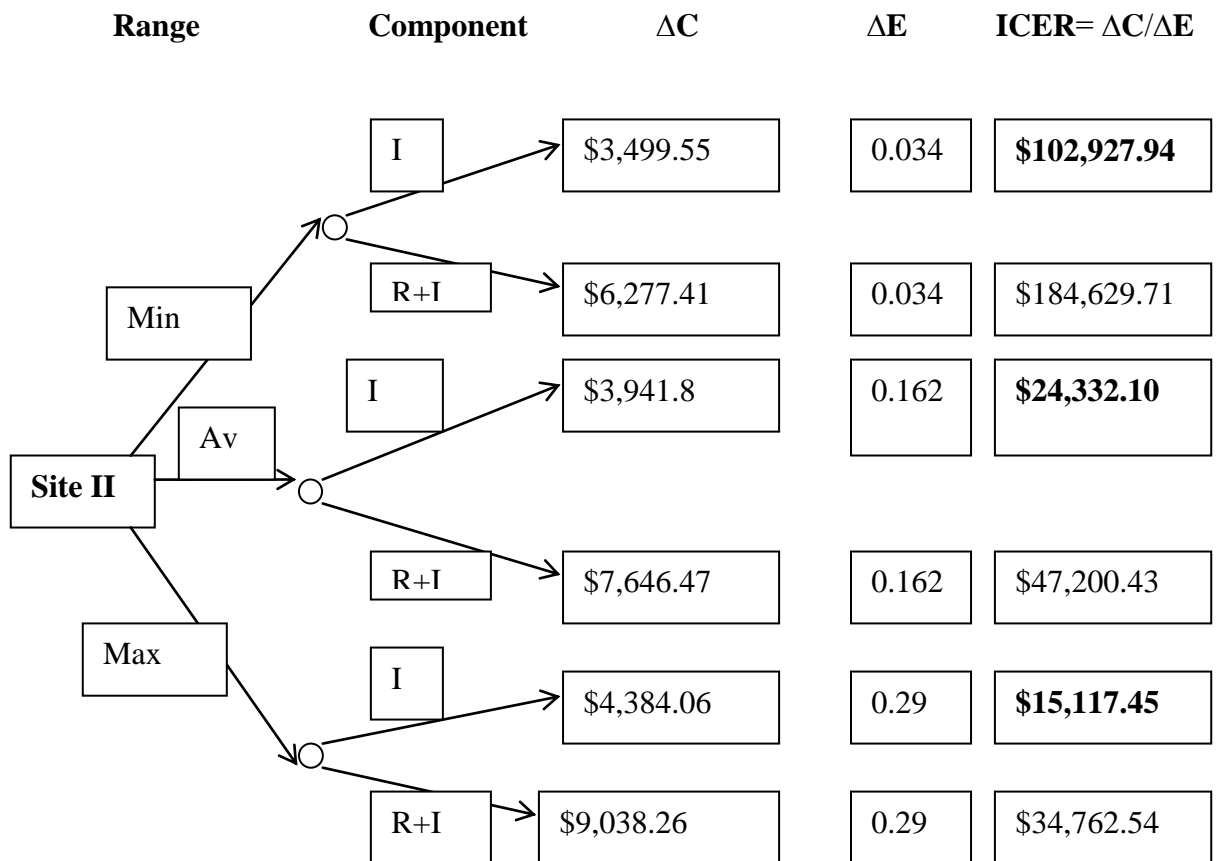 Range Component ΔC ΔE ICER= ΔC/ΔE
I $3,499.55 0.034 $102,927.94
R+I $6,277.41 0.034 $184,629.71
Min
I $3,941.8 0.162 $24,332.10
Av
Site II
R+I $7,646.47 0.162 $47,200.43
Max
I $4,384.06 0.29 $15,117.45
R+I $9,038.26 0.29 $34,762.54